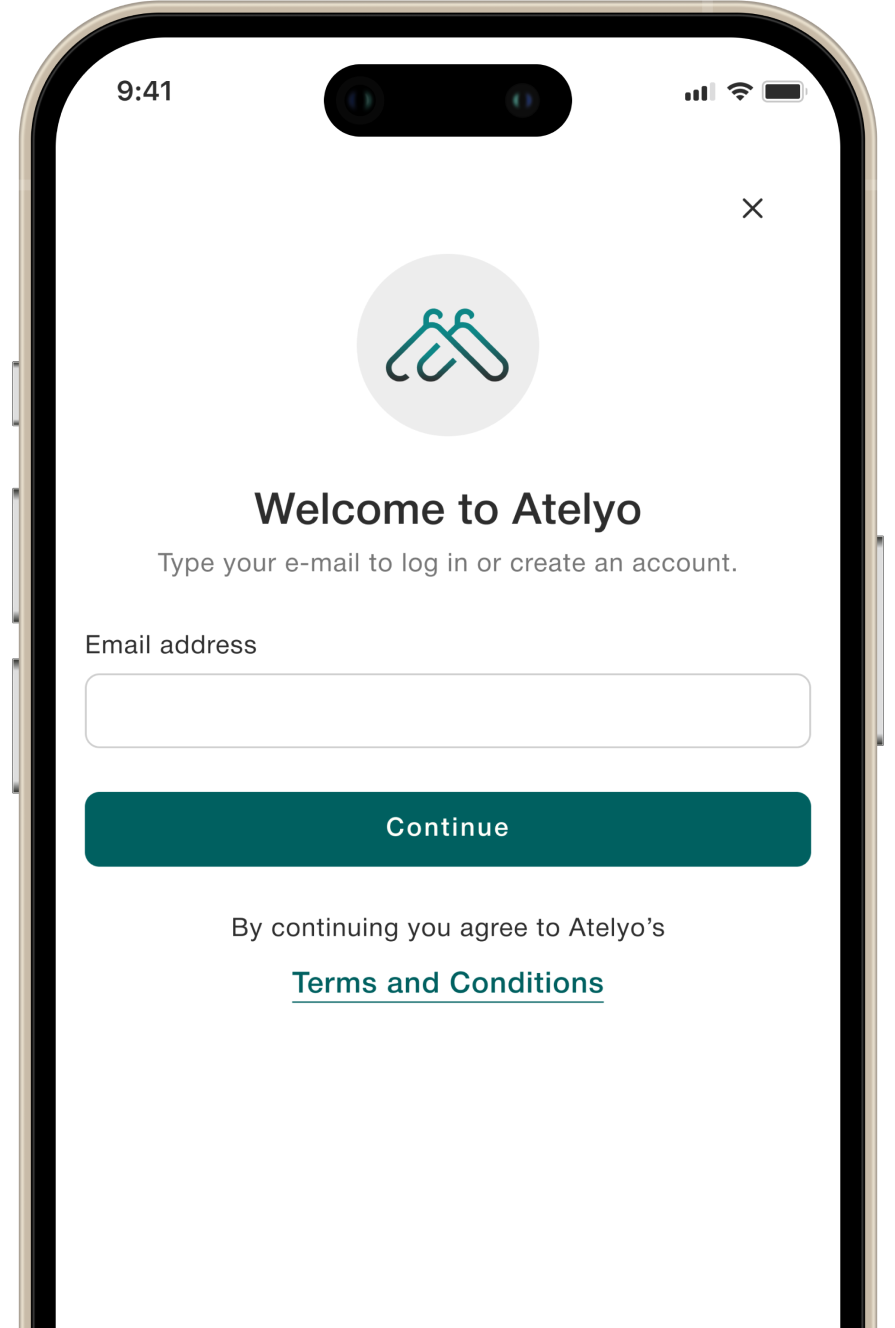 9:41
Welcome to Atelyo
Type your e-mail to log in or create an account.
Email address
Continue
By continuing you agree to Atelyo’s
Terms and Conditions